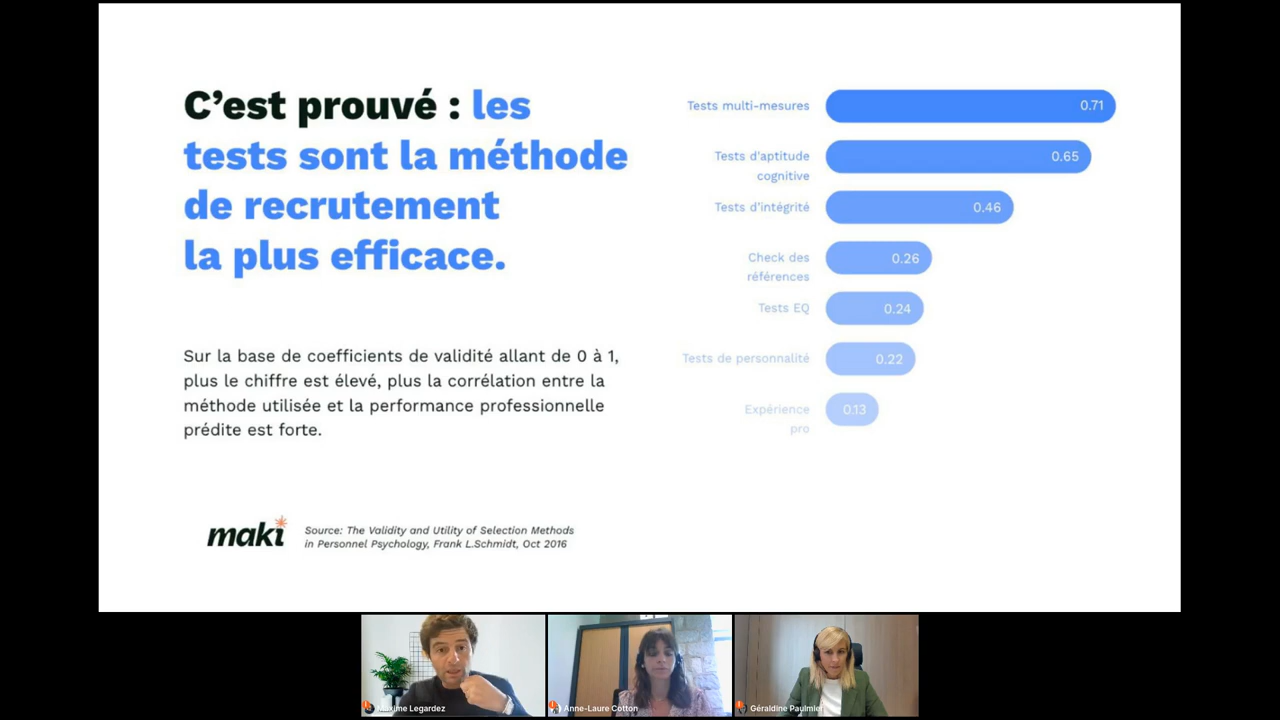 C'est prouvé : les
tests sont la méthode
de recrutement
la plus efficace.
Sur la base de coefficients de validité allant de 0 à 1,
plus le chiffre est élevé, plus la corrélation entre la
méthode utilisée et la performance professionnelle
prédite est forte.
maki
Source: The Validity and Utility of Selection Methods
in Personnel Psychology, Frank L.Schmidt, Oct 2016
Tests multi-mesures 0.71
Tests d'aptitude
cognitive 0.65
Tests d'intégrité 0.46
Check des
références 0.26
Tests EQ 0.24
Tests de personnalité 0.22
Expérience
pro 0.13
Maxime Legardez
Anne-Laure Cotton
Géraldine Paulmier